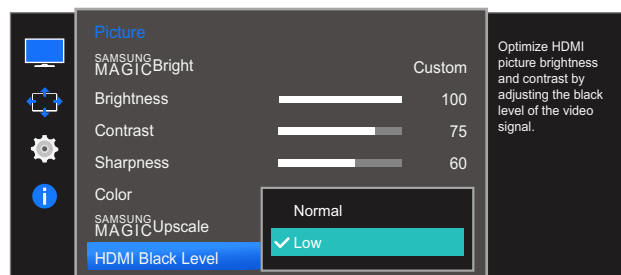 Picture
SAMSUNG
MAGICBright Custom
Brightness 100
Contrast 75
Sharpness 60
Color
SAMSUNG
MAGICUpscale
HDMI Black Level
Normal
Low
Optimize HDMI
picture brightness
and contrast by
adjusting the black
level of the video
signal.